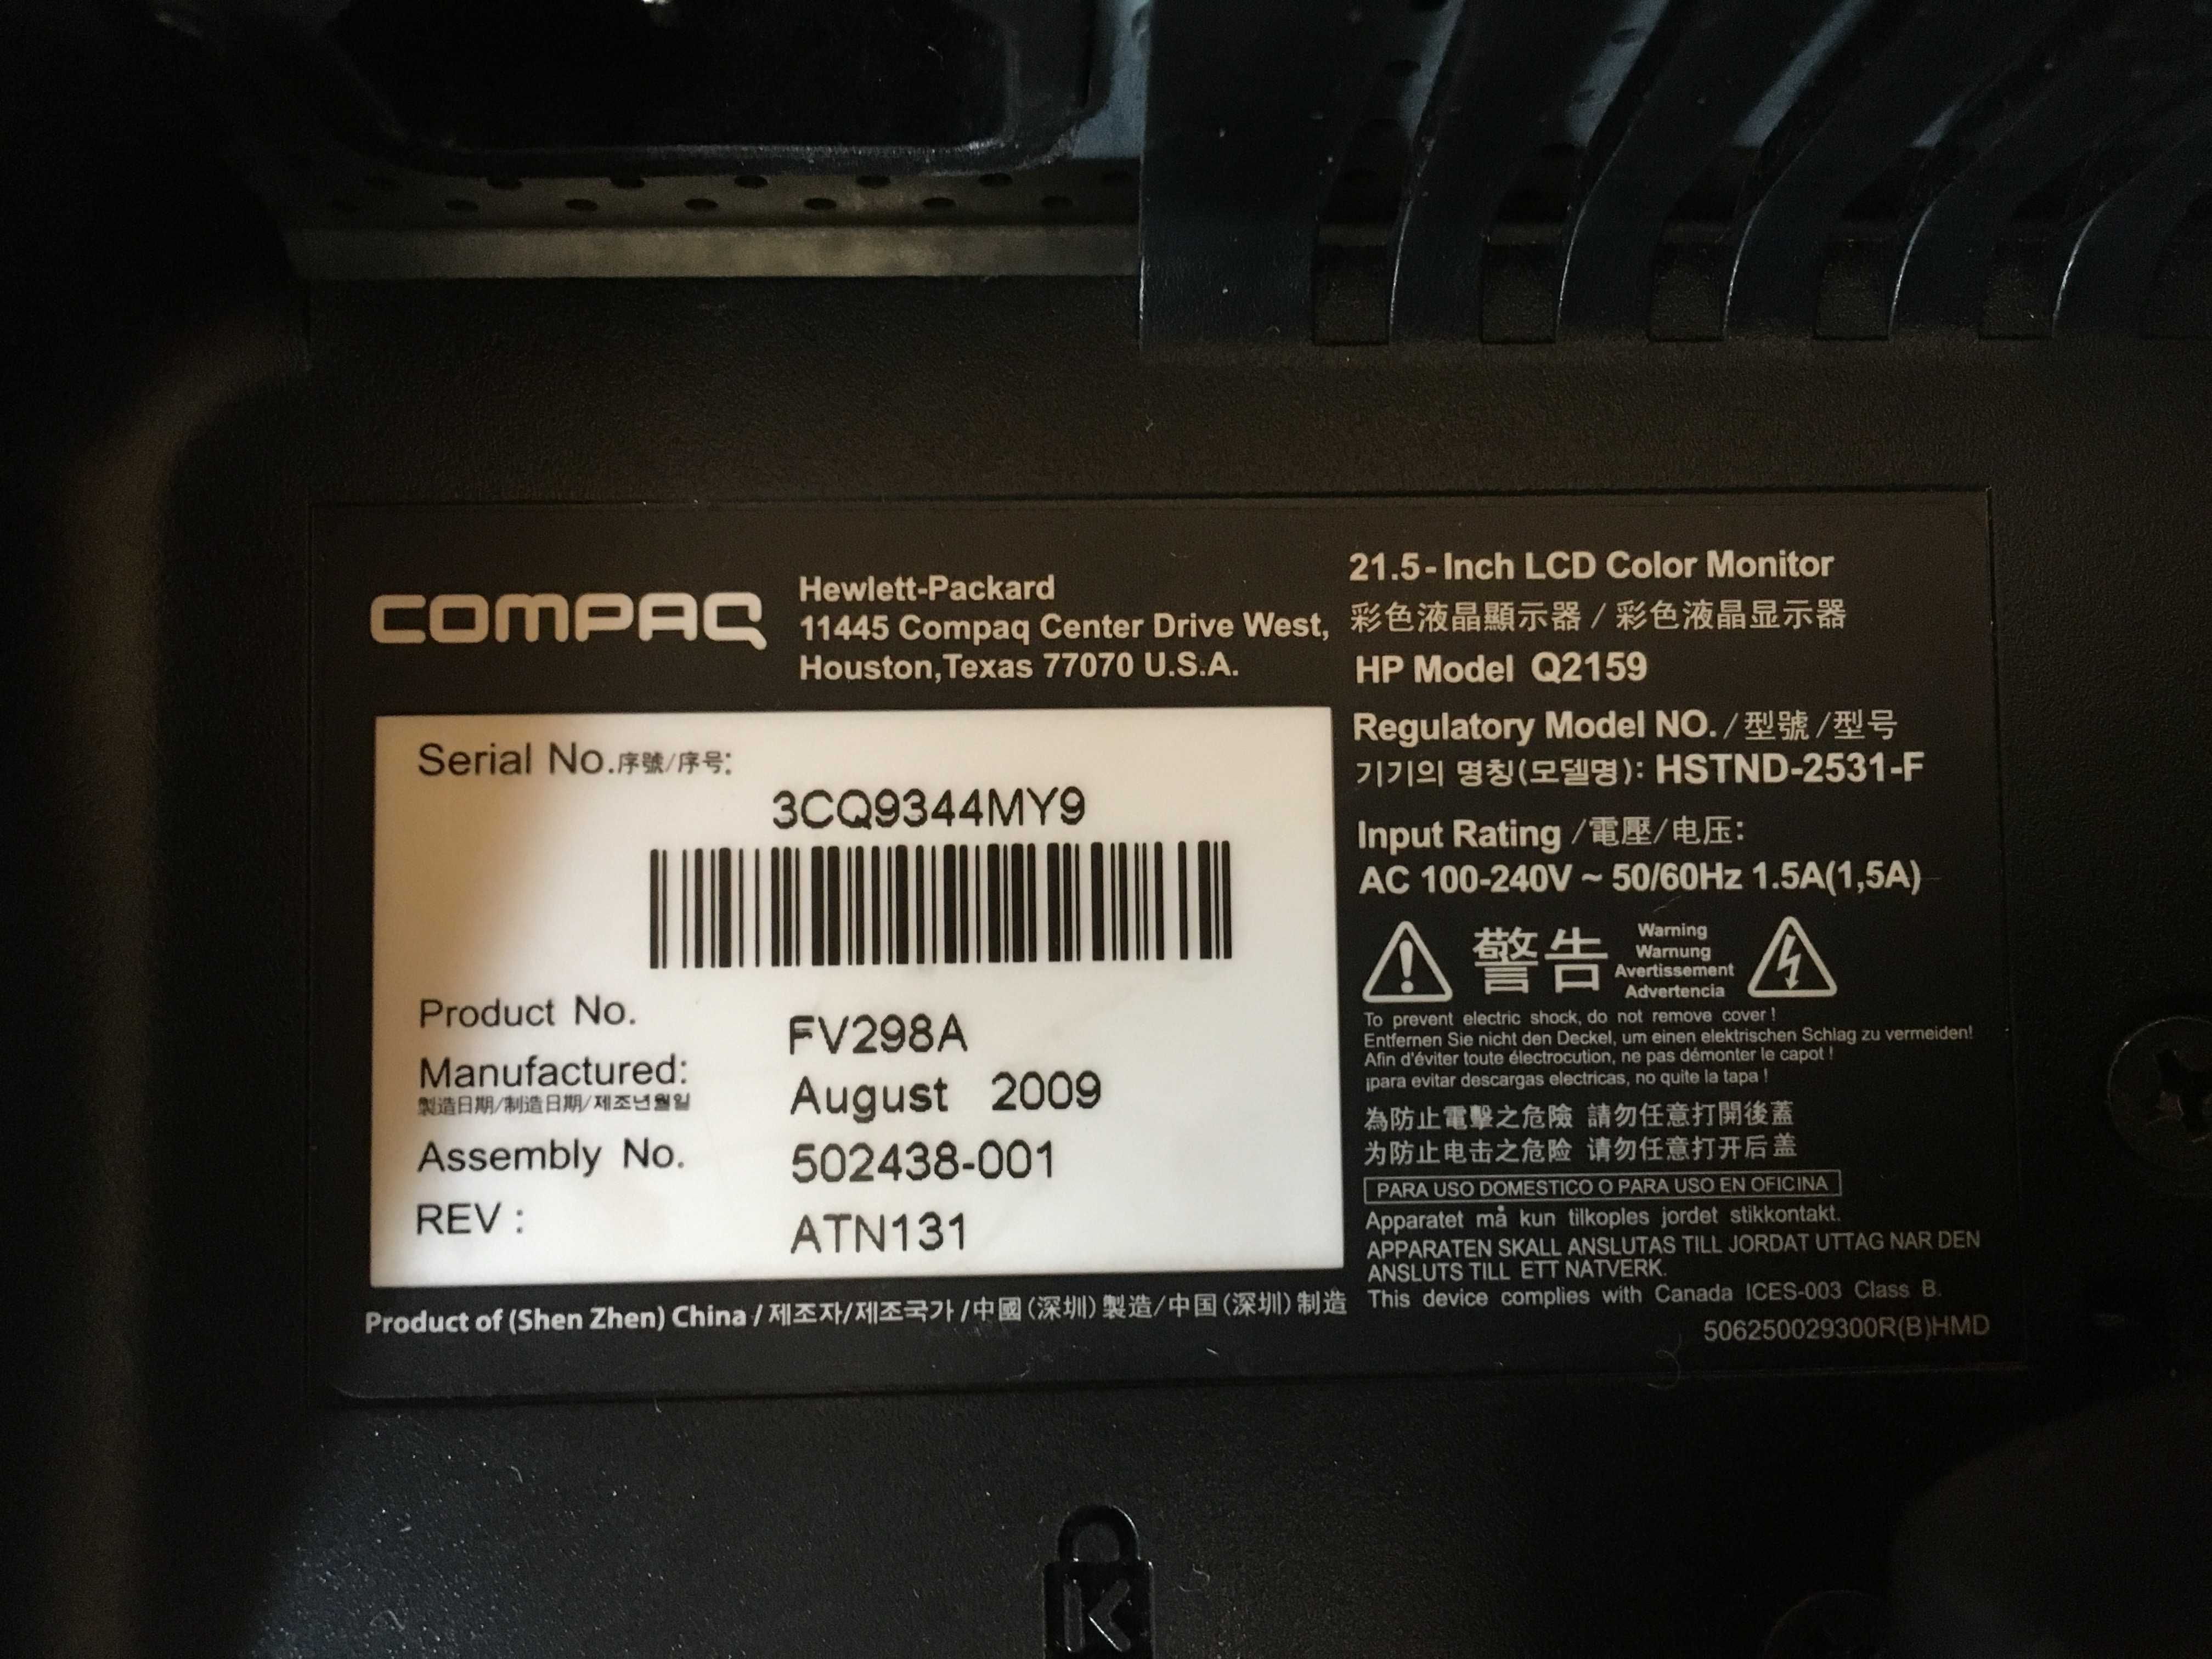 COMPAQ
Hewlett-Packard
11445 Compaq Center Drive West,
Houston,Texas 77070 U.S.A.
Serial No.序號/序号:
3CQ9344MY9
Product No. FV298A
Manufactured: August 2009
製造日期/制造日期/제조년월일
Assembly No. 502438-001
REV : ATN131
Product of (Shen Zhen) China / 제조자/제조국가 /中國(深圳)製造/中国(深圳)制造
21.5-Inch LCD Color Monitor
彩色液晶顯示器 / 彩色液晶显示器
HP Model Q2159
Regulatory Model NO. / 型號 / 型号
기기의 명칭(모델명): HSTND-2531-F
Input Rating /電壓/电压:
AC 100-240V ~ 50/60Hz 1.5A(1,5A)
警告
Warning
Warnung
Avertissement
Advertencia
To prevent electric shock, do not remove cover !
Entfernen Sie nicht den Deckel, um einen elektrischen Schlag zu vermeiden!
Afin d'éviter toute électrocution, ne pas démonter le capot !
¡para evitar descargas electricas, no quite la tapa !
為防止電擊之危險 請勿任意打開後蓋
为防止电击之危险 请勿任意打开后盖
PARA USO DOMESTICO O PARA USO EN OFICINA
Apparatet må kun tilkoples jordet stikkontakt.
APPARATEN SKALL ANSLUTAS TILL JORDAT UTTAG NAR DEN
ANSLUTS TILL ETT NATVERK.
This device complies with Canada ICES-003 Class B.
506250029300R(B)HMD
K